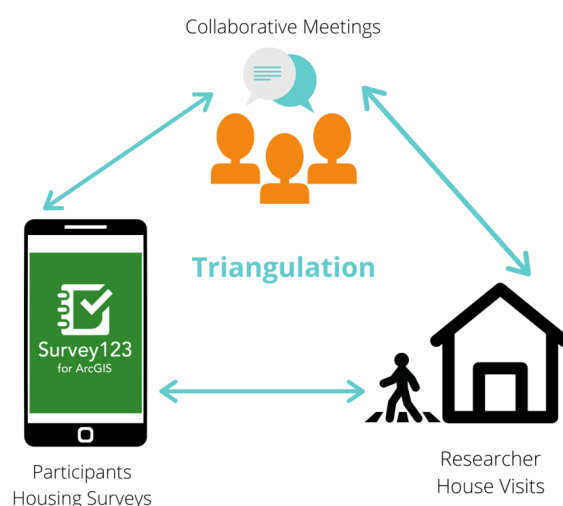 Collaborative Meetings
Triangulation
Survey123
for ArcGIS
Participants
Housing Surveys
Researcher
House Visits